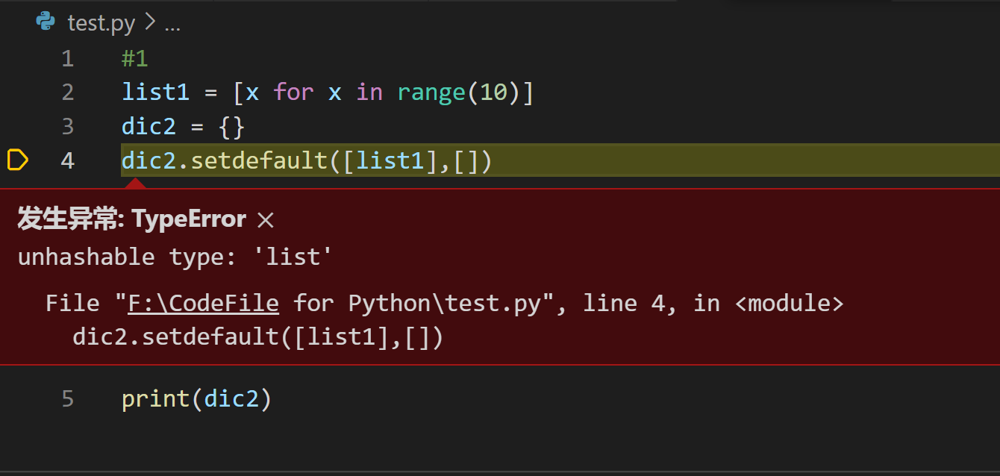 test.py > ...
1 #1
2 list1 = [x for x in range(10)]
3 dic2 = {}
4 dic2.setdefault([list1],[])
发生异常: TypeError ×
unhashable type: 'list'
File "F:\CodeFile for Python\test.py", line 4, in <module>
dic2.setdefault([list1],[])
5 print(dic2)